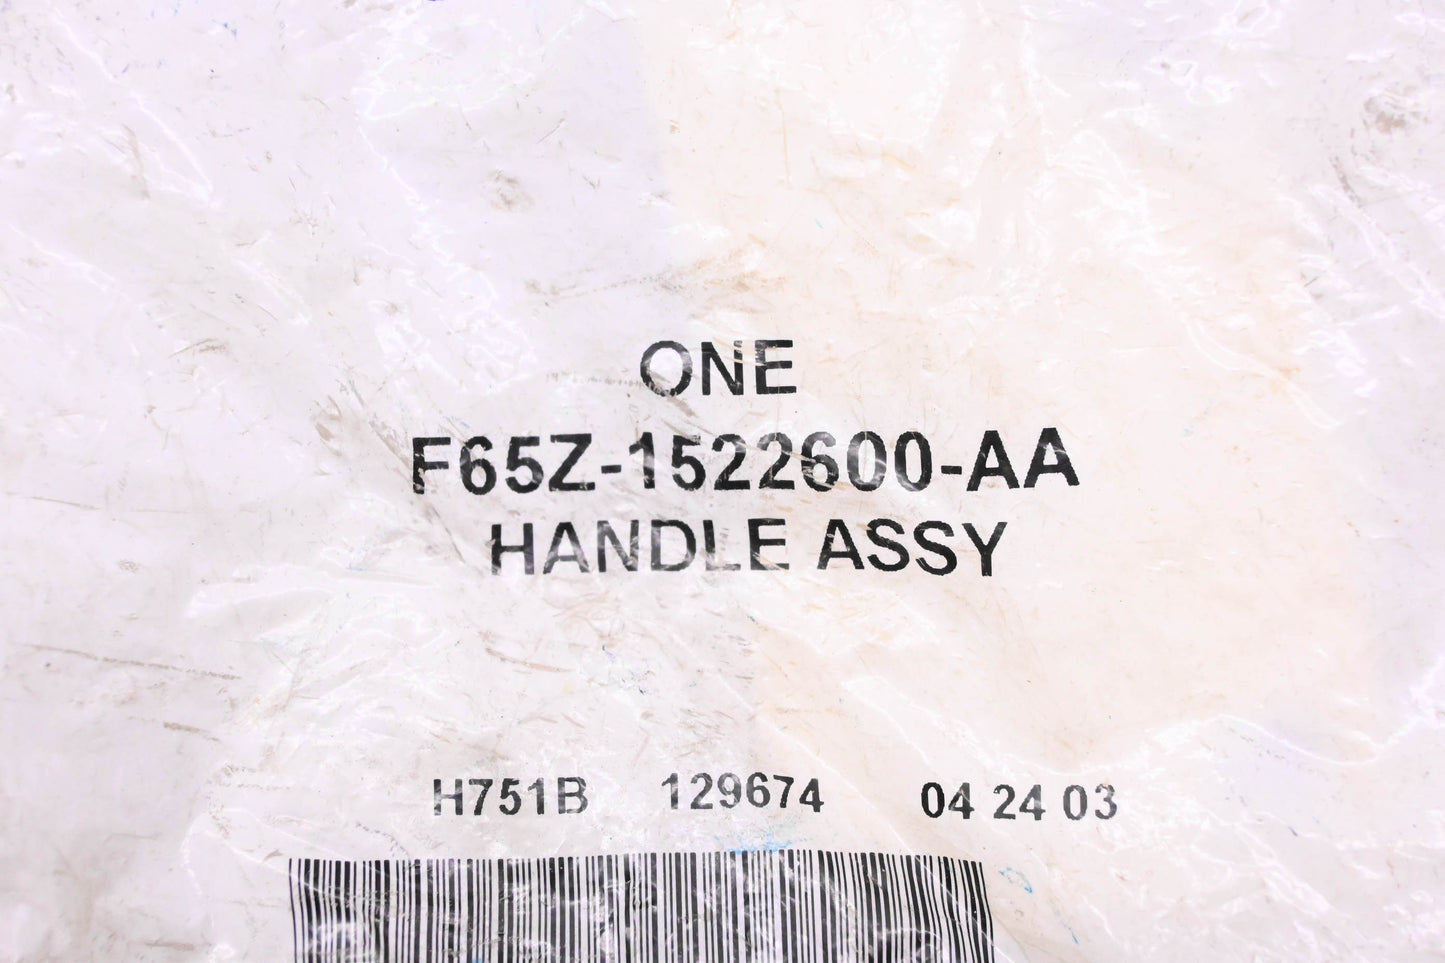 ONE
F65Z-1522600-AA
HANDLE ASSY
H751B 129674 04 24 03